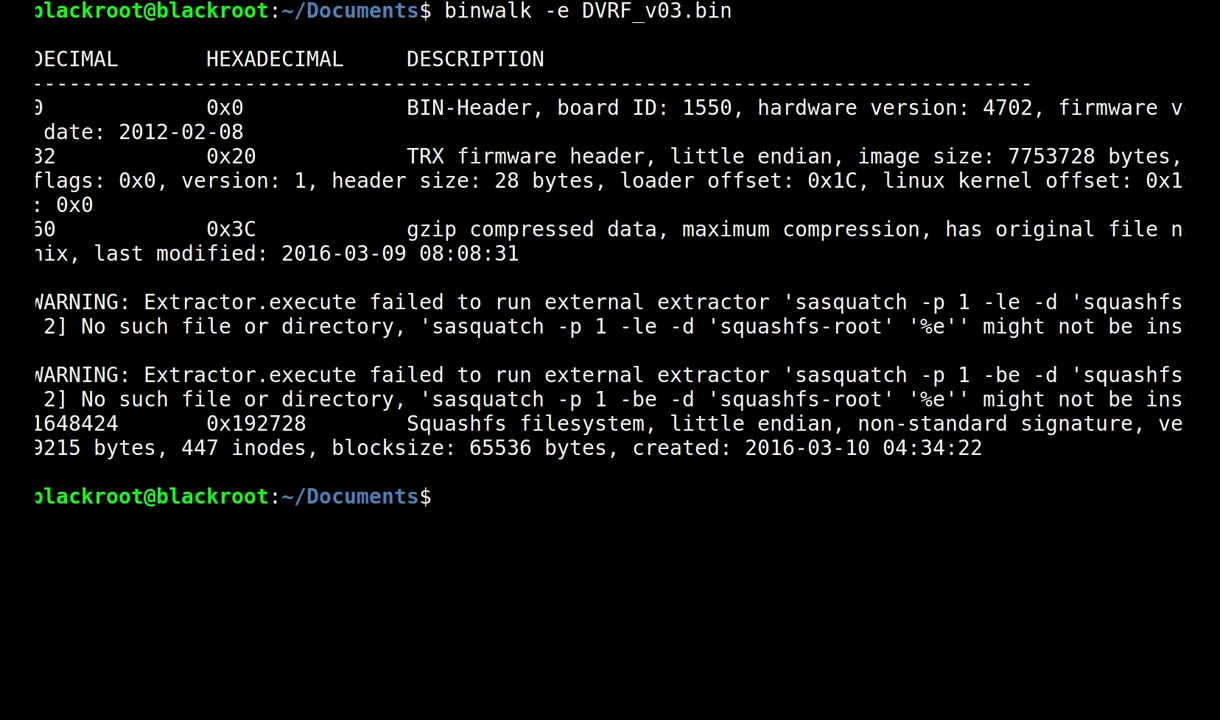 blackroot@blackroot:~/Documents$ binwalk -e DVRF_v03.bin
DECIMAL       HEXADECIMAL     DESCRIPTION
--------------------------------------------------------------------------------
0             0x0             BIN-Header, board ID: 1550, hardware version: 4702, firmware v
date: 2012-02-08
32            0x20            TRX firmware header, little endian, image size: 7753728 bytes,
flags: 0x0, version: 1, header size: 28 bytes, loader offset: 0x1C, linux kernel offset: 0x1
: 0x0
60            0x3C            gzip compressed data, maximum compression, has original file n
nix, last modified: 2016-03-09 08:08:31
WARNING: Extractor.execute failed to run external extractor 'sasquatch -p 1 -le -d 'squashfs
2] No such file or directory, 'sasquatch -p 1 -le -d 'squashfs-root' '%e'' might not be ins
WARNING: Extractor.execute failed to run external extractor 'sasquatch -p 1 -be -d 'squashfs
2] No such file or directory, 'sasquatch -p 1 -be -d 'squashfs-root' '%e'' might not be ins
1648424       0x192728        Squashfs filesystem, little endian, non-standard signature, ve
9215 bytes, 447 inodes, blocksize: 65536 bytes, created: 2016-03-10 04:34:22
blackroot@blackroot:~/Documents$